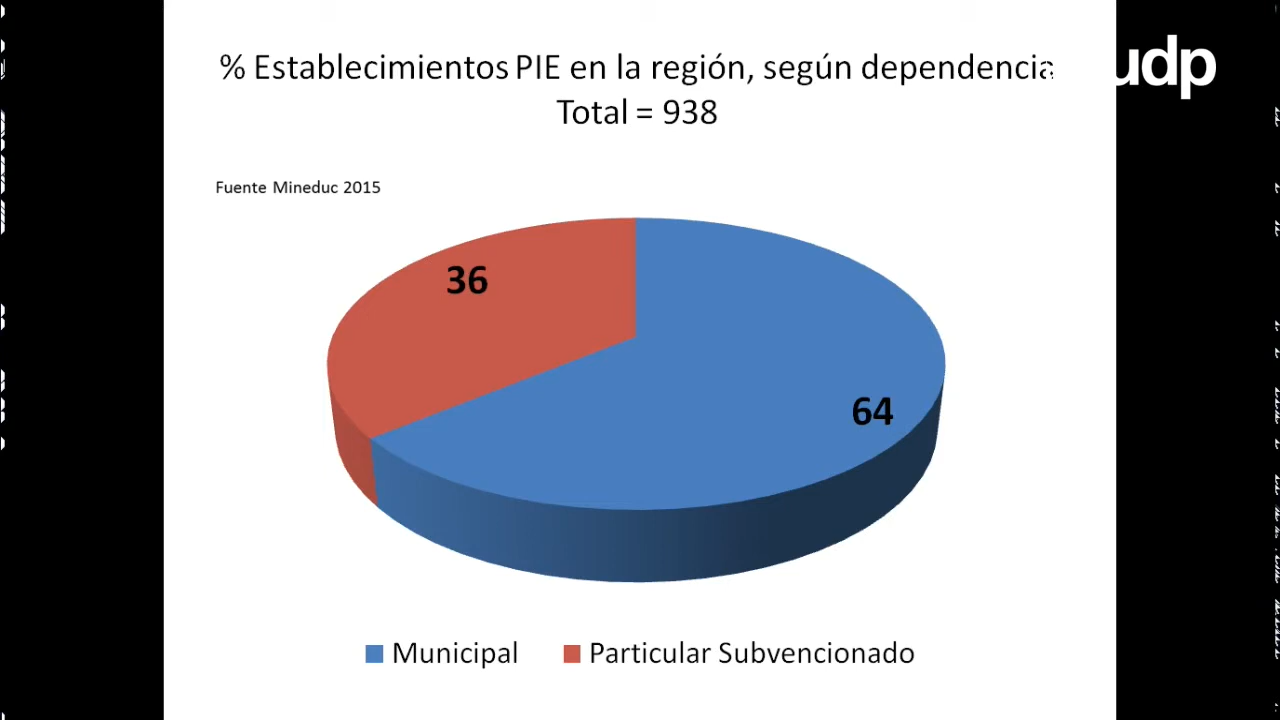 % Establecimientos PIE en la región, según dependencia
Total = 938
udp
Fuente Mineduc 2015
36
64
Municipal
Particular Subvencionado